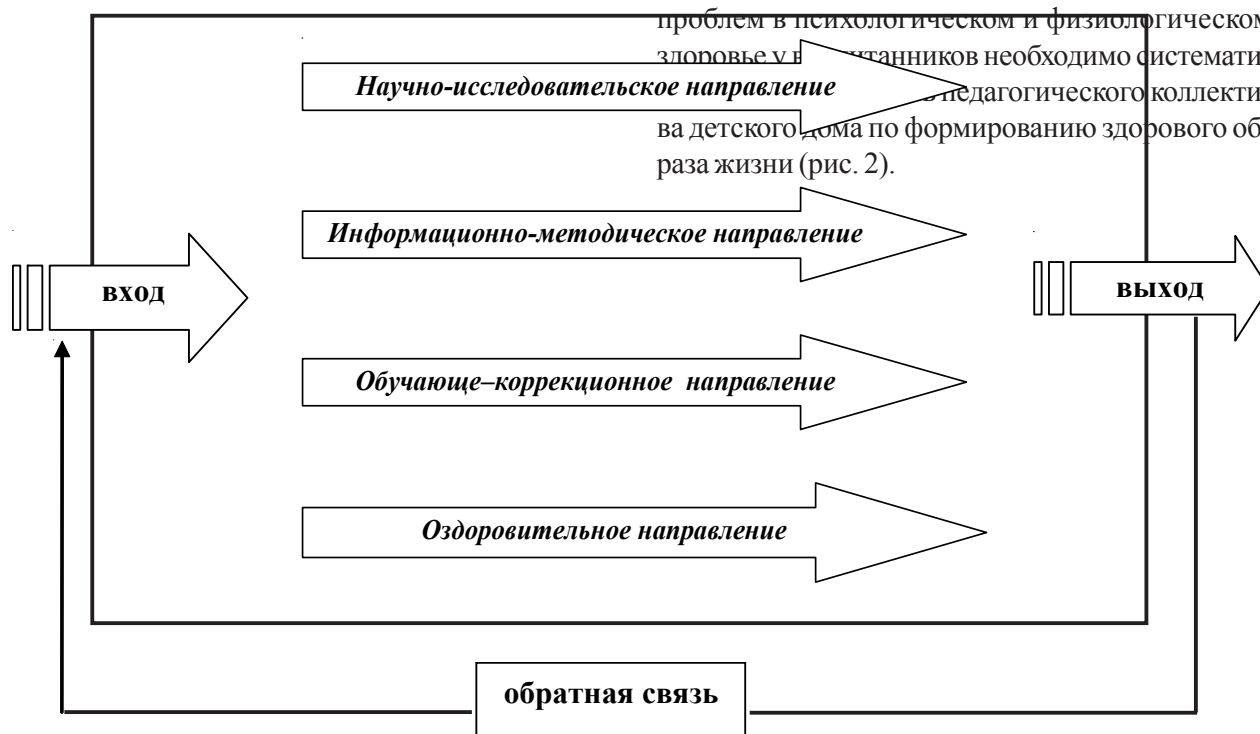 проблем в психологическом и физиологическом
здоровье у в итанников необходимо системати
педагогического коллекти
ва детского дома по формированию здорового об
раза жизни (рис. 2).
Научно-исследовательское направление
Информационно-методическое направление
вход
выход
Обучающе–коррекционное направление
Оздоровительное направление
обратная связь